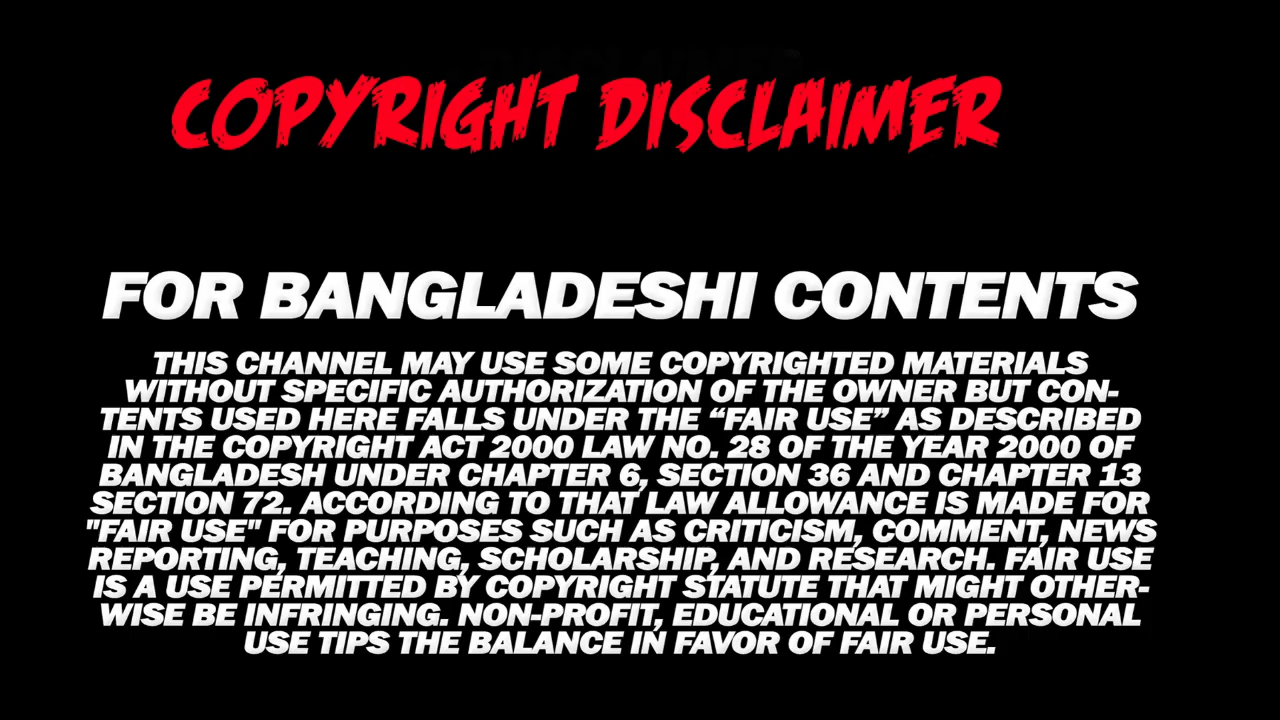 COPYRIGHT DISCLAIMER
FOR BANGLADESHI CONTENTS
THIS CHANNEL MAY USE SOME COPYRIGHTED MATERIALS
WITHOUT SPECIFIC AUTHORIZATION OF THE OWNER BUT CON-
TENTS USED HERE FALLS UNDER THE “FAIR USE” AS DESCRIBED
IN THE COPYRIGHT ACT 2000 LAW NO. 28 OF THE YEAR 2000 OF
BANGLADESH UNDER CHAPTER 6, SECTION 36 AND CHAPTER 13
SECTION 72. ACCORDING TO THAT LAW ALLOWANCE IS MADE FOR
"FAIR USE" FOR PURPOSES SUCH AS CRITICISM, COMMENT, NEWS
REPORTING, TEACHING, SCHOLARSHIP, AND RESEARCH. FAIR USE
IS A USE PERMITTED BY COPYRIGHT STATUTE THAT MIGHT OTHER-
WISE BE INFRINGING. NON-PROFIT, EDUCATIONAL OR PERSONAL
USE TIPS THE BALANCE IN FAVOR OF FAIR USE.